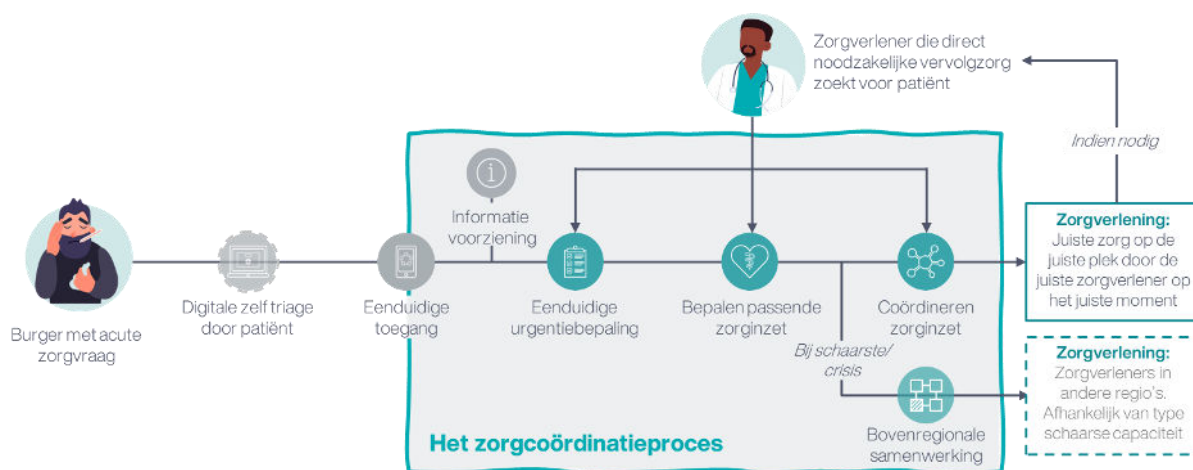 Zorgverlener die direct
noodzakelijke vervolgzorg
zoekt voor patiënt
Indien nodig
Informatie
voorziening
Burger met acute
zorgvraag
Digitale zelf triage
door patiënt
Eenduidige
toegang
Eenduidige
urgentiebepaling
Bepalen passende
zorginzet
Coördineren
zorginzet
Zorgverlening:
Juiste zorg op de
juiste plek door de
juiste zorgverlener op
het juiste moment
Bij schaarste/
crisis
Bovenregionale
samenwerking
Zorgverlening:
Zorgverleners in
andere regio's.
Afhankelijk van type
schaarse capaciteit
Het zorgcoördinatieproces